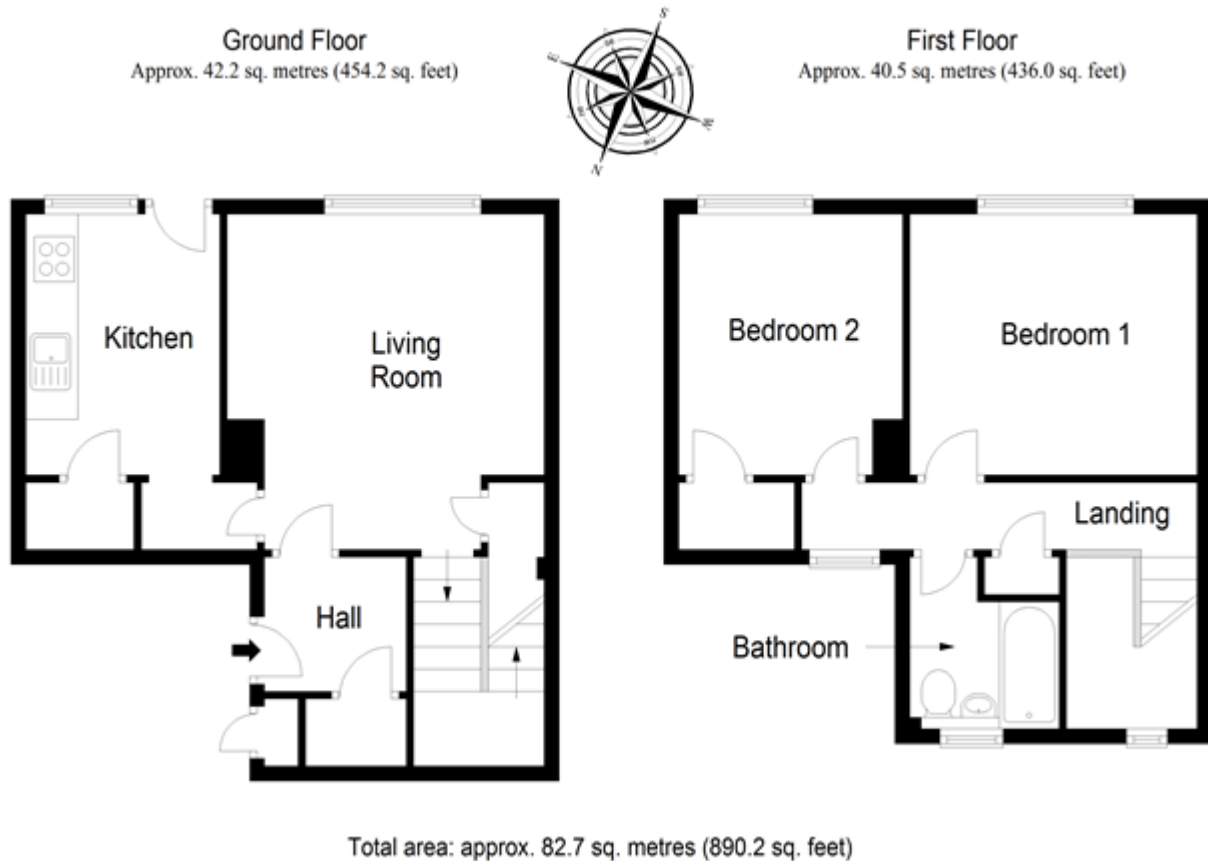 Ground Floor
Approx. 42.2 sq. metres (454.2 sq. feet)
First Floor
Approx. 40.5 sq. metres (436.0 sq. feet)
S
E
W
N
Kitchen
Living
Room
Hall
Bedroom 2
Bedroom 1
Landing
Bathroom
Total area: approx. 82.7 sq. metres (890.2 sq. feet)